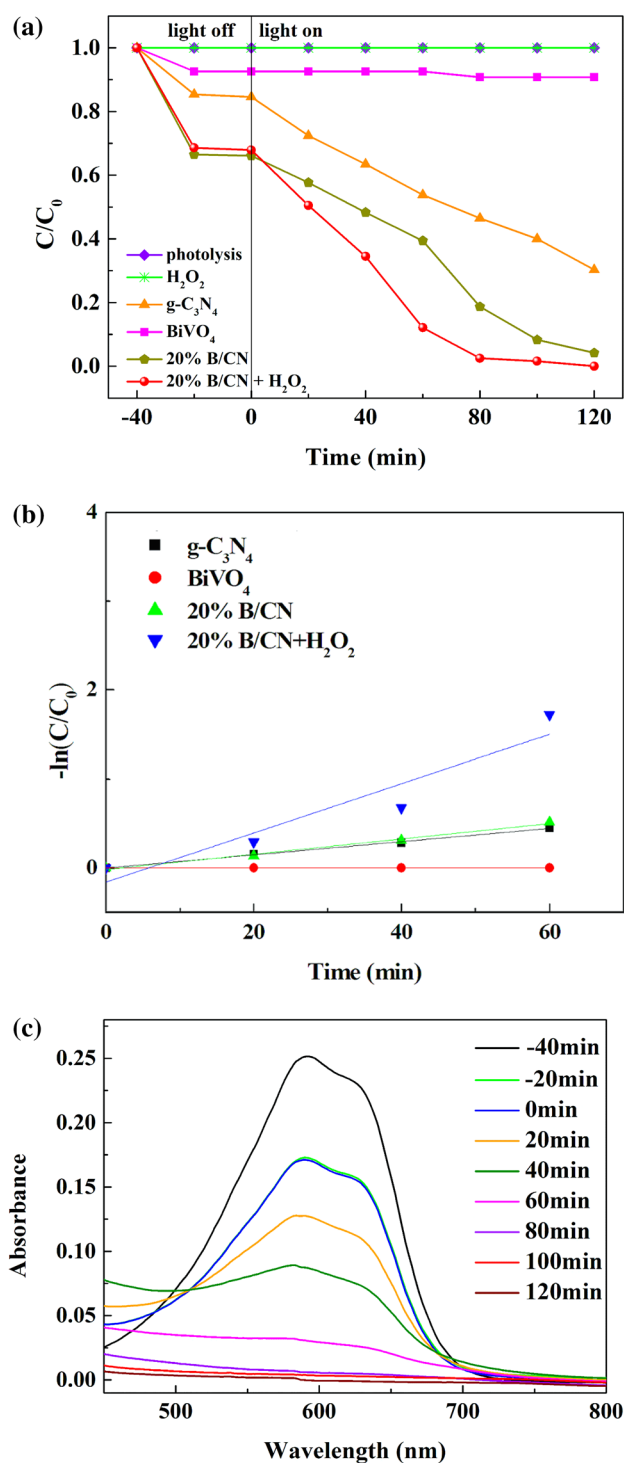 (a)
light off light on
1.0
0.8
0.6
0.4
0.2
0.0
C/C₀
photolysis
H₂O₂
g-C₃N₄
BiVO₄
20% B/CN
20% B/CN + H₂O₂
-40 0 40 80 120
Time (min)
(b)
4
2
0
-ln(C/C₀)
g-C₃N₄
BiVO₄
20% B/CN
20% B/CN+H₂O₂
0 20 40 60
Time (min)
(c)
0.25
0.20
0.15
0.10
0.05
0.00
Absorbance
-40min
-20min
0min
20min
40min
60min
80min
100min
120min
500 600 700 800
Wavelength (nm)